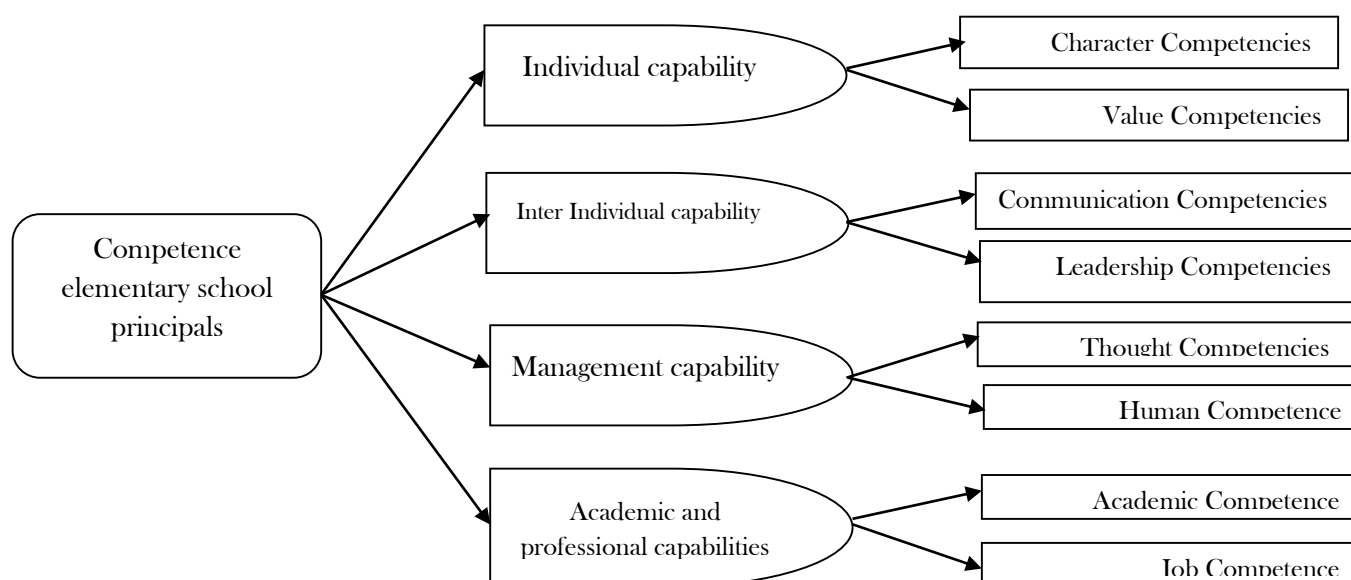 Competence
elementary school
principals
Individual capability
Character Competencies
Value Competencies
Inter Individual capability
Communication Competencies
Leadership Competencies
Management capability
Thought Competencies
Human Competence
Academic and
professional capabilities
Academic Competence
Job Competence